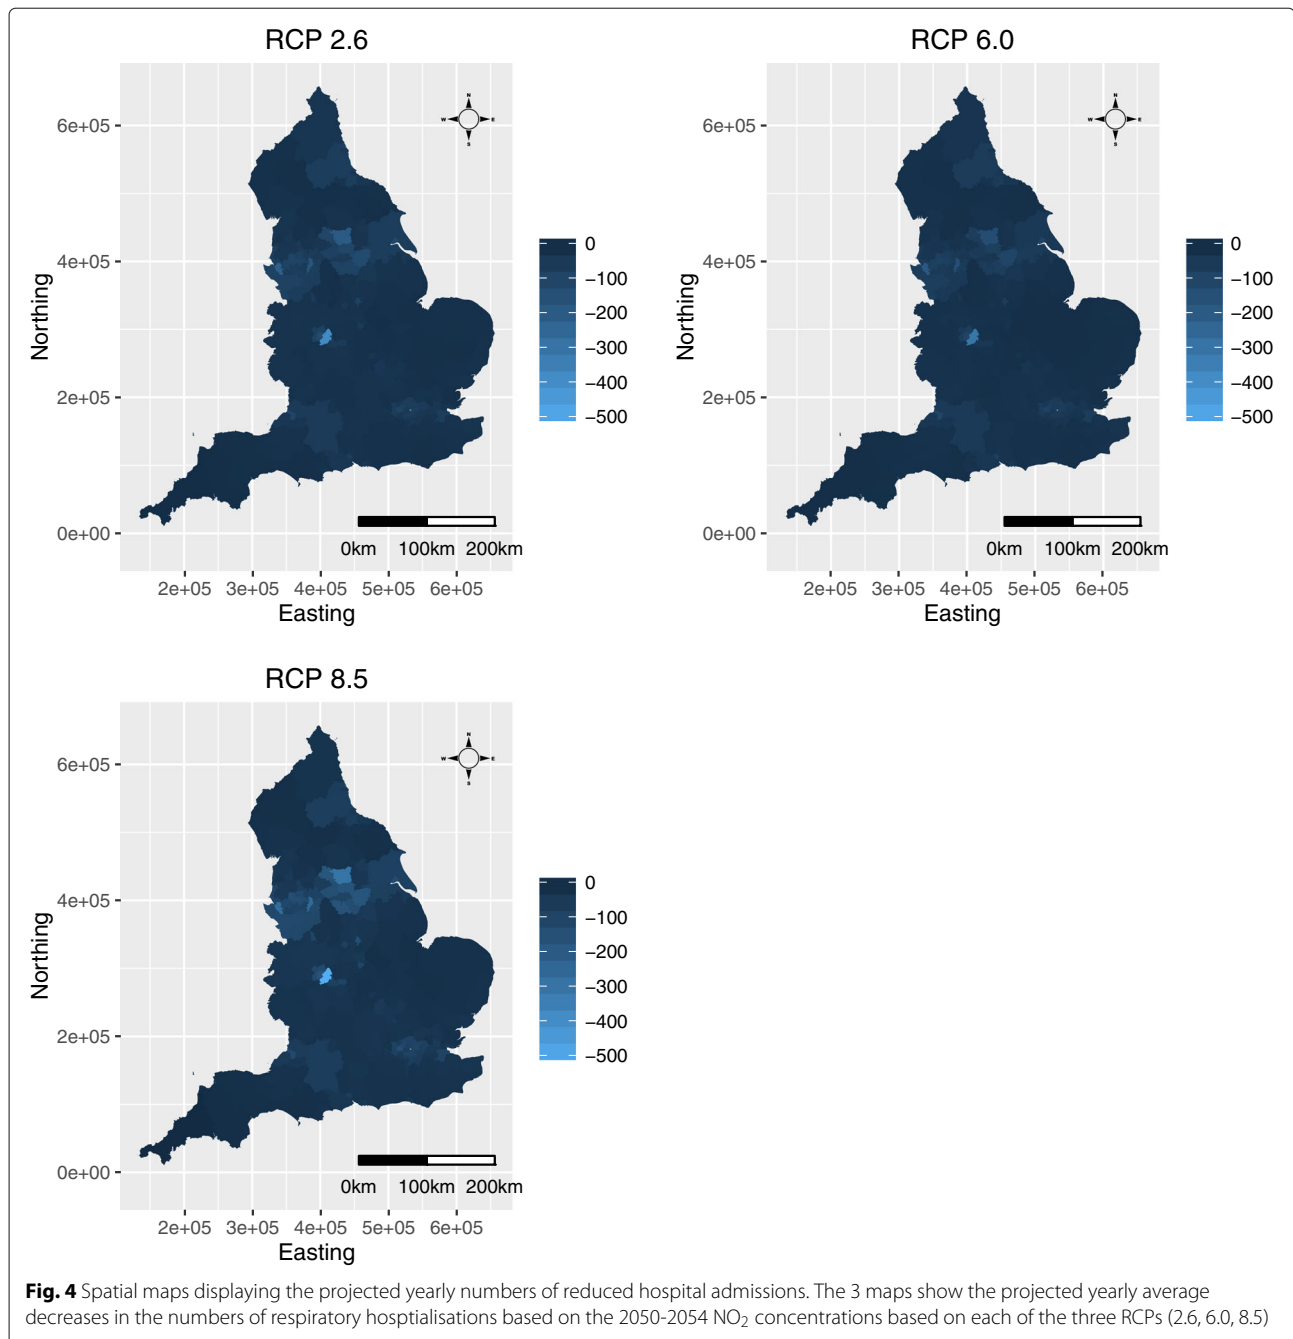 RCP 2.6
RCP 6.0
Northing
6e+05
4e+05
2e+05
0e+00
N
W E
S
0
−100
−200
−300
−400
−500
0km 100km 200km
2e+05 3e+05 4e+05 5e+05 6e+05
Easting
Northing
6e+05
4e+05
2e+05
0e+00
N
W E
S
0
−100
−200
−300
−400
−500
0km 100km 200km
2e+05 3e+05 4e+05 5e+05 6e+05
Easting
RCP 8.5
Northing
6e+05
4e+05
2e+05
0e+00
N
W E
S
0
−100
−200
−300
−400
−500
0km 100km 200km
2e+05 3e+05 4e+05 5e+05 6e+05
Easting
Fig. 4 Spatial maps displaying the projected yearly numbers of reduced hospital admissions. The 3 maps show the projected yearly average
decreases in the numbers of respiratory hosptialisations based on the 2050-2054 NO₂ concentrations based on each of the three RCPs (2.6, 6.0, 8.5)